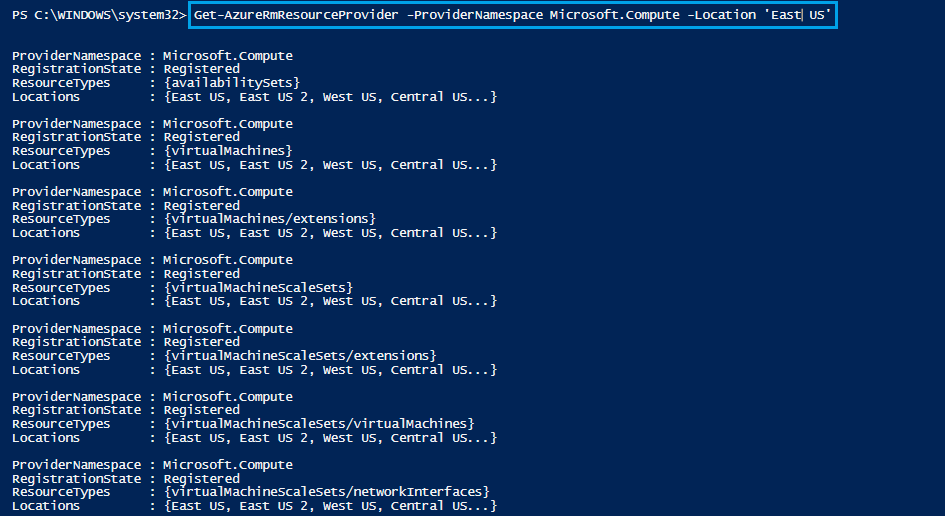 PS C:\WINDOWS\system32> Get-AzureRmResourceProvider -ProviderNamespace Microsoft.Compute -Location 'East US'
ProviderNamespace : Microsoft.Compute
RegistrationState : Registered
ResourceTypes     : {availabilitySets}
Locations         : {East US, East US 2, West US, Central US...}
ProviderNamespace : Microsoft.Compute
RegistrationState : Registered
ResourceTypes     : {virtualMachines}
Locations         : {East US, East US 2, West US, Central US...}
ProviderNamespace : Microsoft.Compute
RegistrationState : Registered
ResourceTypes     : {virtualMachines/extensions}
Locations         : {East US, East US 2, West US, Central US...}
ProviderNamespace : Microsoft.Compute
RegistrationState : Registered
ResourceTypes     : {virtualMachineScaleSets}
Locations         : {East US, East US 2, West US, Central US...}
ProviderNamespace : Microsoft.Compute
RegistrationState : Registered
ResourceTypes     : {virtualMachineScaleSets/extensions}
Locations         : {East US, East US 2, West US, Central US...}
ProviderNamespace : Microsoft.Compute
RegistrationState : Registered
ResourceTypes     : {virtualMachineScaleSets/virtualMachines}
Locations         : {East US, East US 2, West US, Central US...}
ProviderNamespace : Microsoft.Compute
RegistrationState : Registered
ResourceTypes     : {virtualMachineScaleSets/networkInterfaces}
Locations         : {East US, East US 2, West US, Central US...}